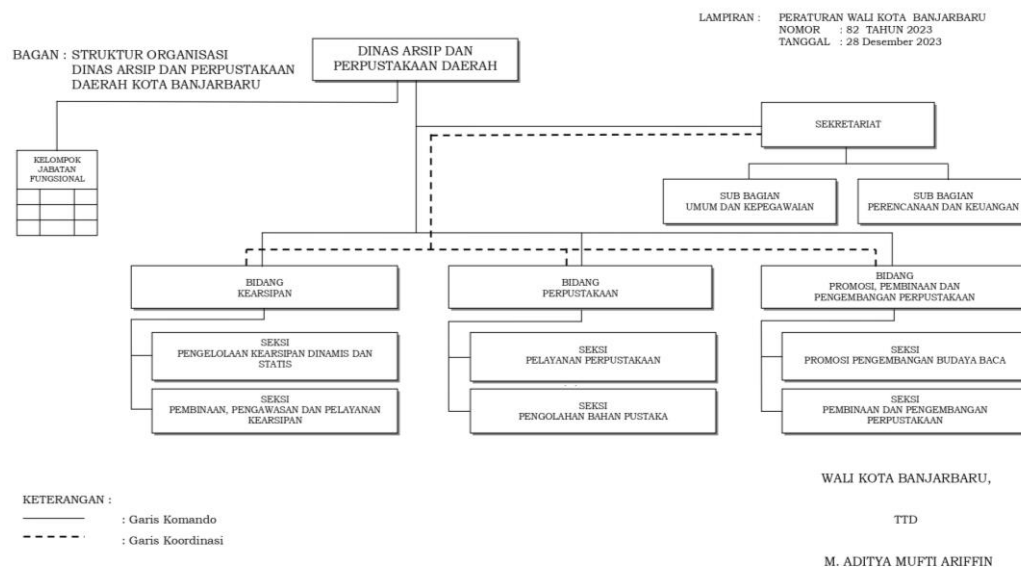 LAMPIRAN : PERATURAN WALI KOTA BANJARBARU
NOMOR : 82 TAHUN 2023
TANGGAL : 28 Desember 2023
BAGAN : STRUKTUR ORGANISASI
DINAS ARSIP DAN PERPUSTAKAAN
DAERAH KOTA BANJARBARU
DINAS ARSIP DAN
PERPUSTAKAAN DAERAH
SEKRETARIAT
KELOMPOK
JABATAN
FUNGSIONAL
SUB BAGIAN
UMUM DAN KEPEGAWAIAN
SUB BAGIAN
PERENCANAAN DAN KEUANGAN
BIDANG
KEARSIPAN
BIDANG
PERPUSTAKAAN
BIDANG
PROMOSI, PEMBINAAN DAN
PENGEMBANGAN PERPUSTAKAAN
SEKSI
PENGELOLAAN KEARSIPAN DINAMIS DAN
STATIS
SEKSI
PELAYANAN PERPUSTAKAAN
SEKSI
PROMOSI PENGEMBANGAN BUDAYA BACA
SEKSI
PEMBINAAN, PENGAWASAN DAN PELAYANAN
KEARSIPAN
SEKSI
PENGOLAHAN BAHAN PUSTAKA
SEKSI
PEMBINAAN DAN PENGEMBANGAN
PERPUSTAKAAN
KETERANGAN :
: Garis Komando
: Garis Koordinasi
WALI KOTA BANJARBARU,
TTD
M. ADITYA MUFTI ARIFFIN